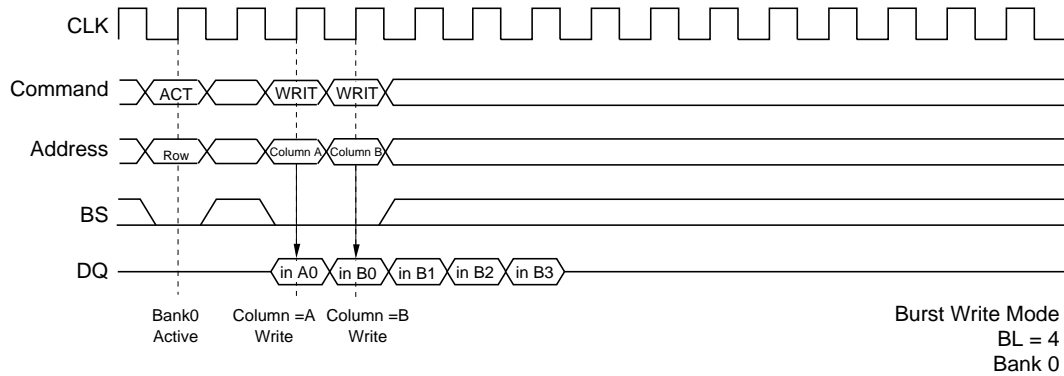 CLK
Command ACT WRIT WRIT
Address Row Column A Column B
BS
DQ in A0 in B0 in B1 in B2 in B3
Bank0 Column =A Column =B
Active Write Write
Burst Write Mode
BL = 4
Bank 0